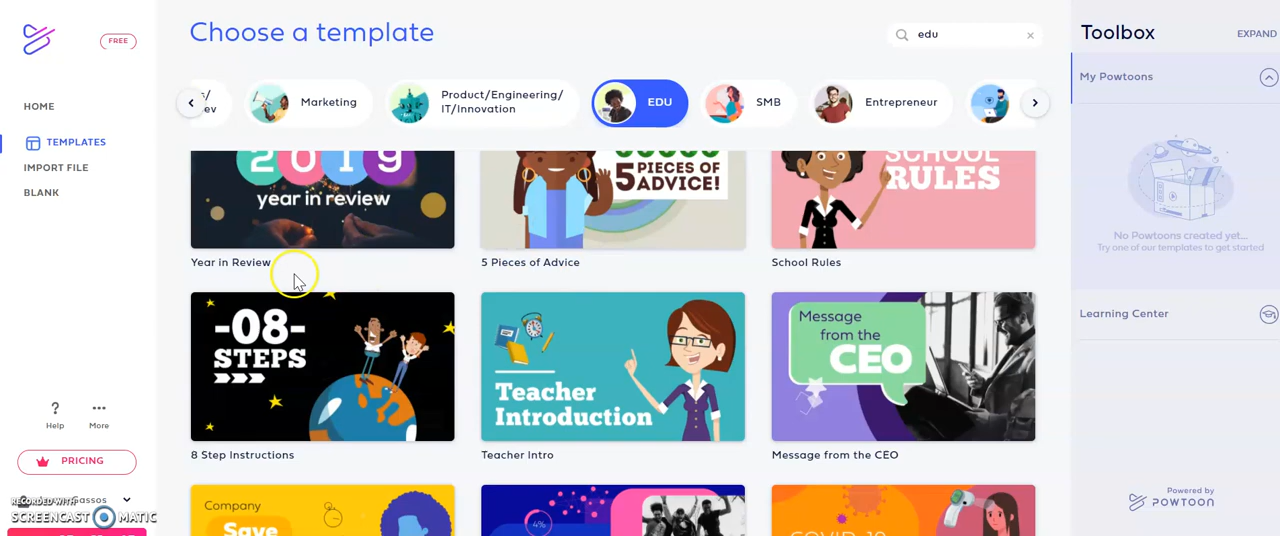 FREE
HOME
TEMPLATES
IMPORT FILE
BLANK
?
Help
More
PRICING
RECORDED WITH
SCREENCAST MATIC
Choose a template
edu
s/
ev
Marketing
Product/Engineering/
IT/Innovation
EDU
SMB
Entrepreneur
2019
year in review
Year in Review
5 PIECES OF
ADVICE!
5 Pieces of Advice
SCHOOL
RULES
School Rules
-08-
STEPS
8 Step Instructions
Teacher
Introduction
Teacher Intro
Message
from the
CEO
Message from the CEO
Company
Save
4%
COVID-19
Toolbox
EXPAND
My Powtoons
No Powtoons created yet...
Try one of our templates to get started
Learning Center
Powered by
POWTOON